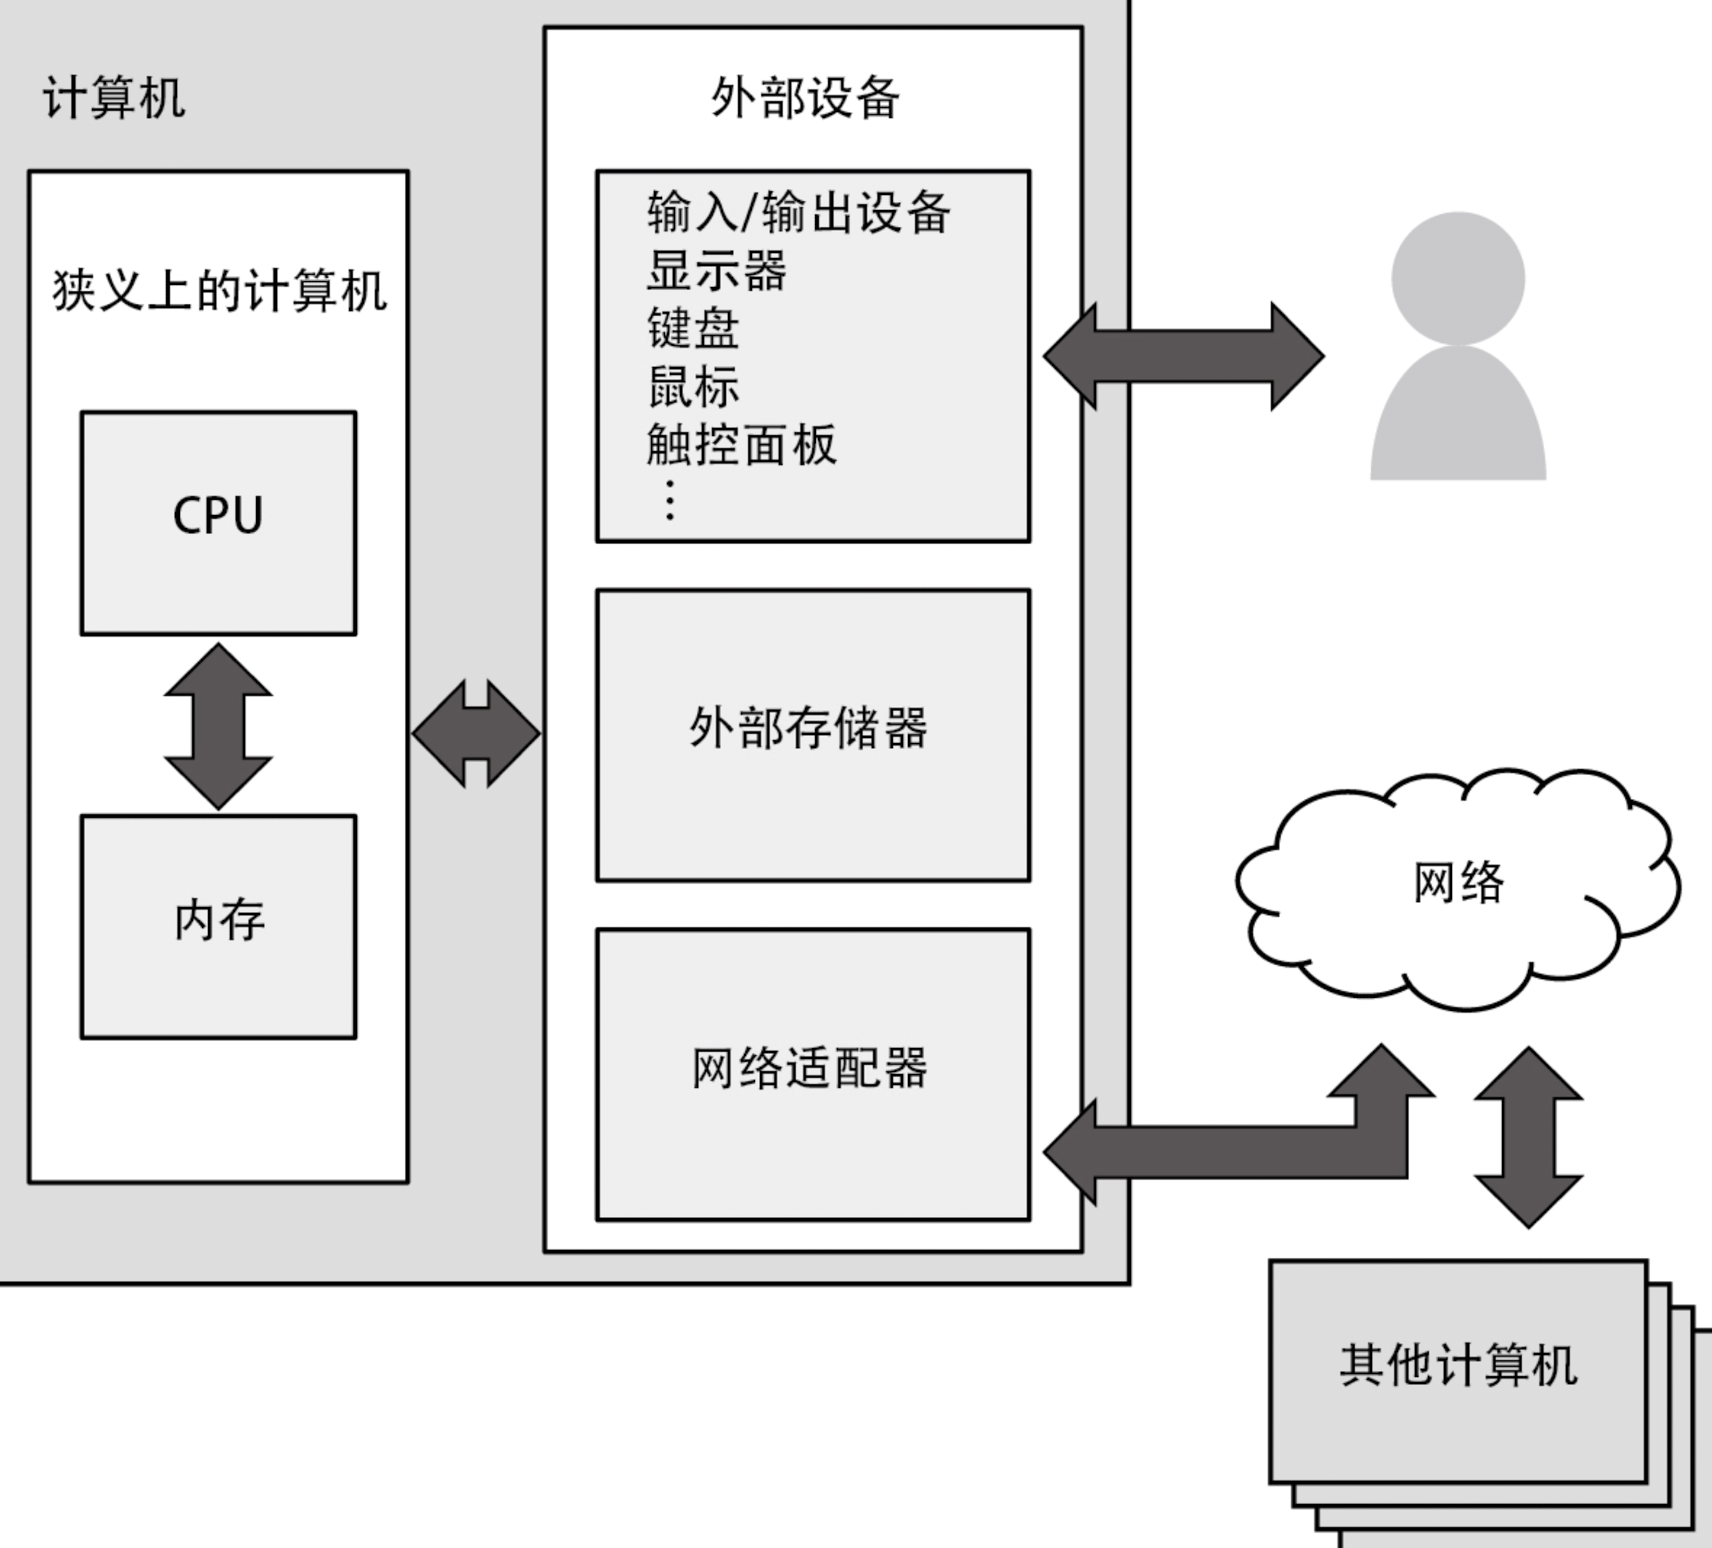 计算机
狭义上的计算机
CPU
内存
外部设备
输入/输出设备
显示器
键盘
鼠标
触控面板
⋮
外部存储器
网络适配器
网络
其他计算机